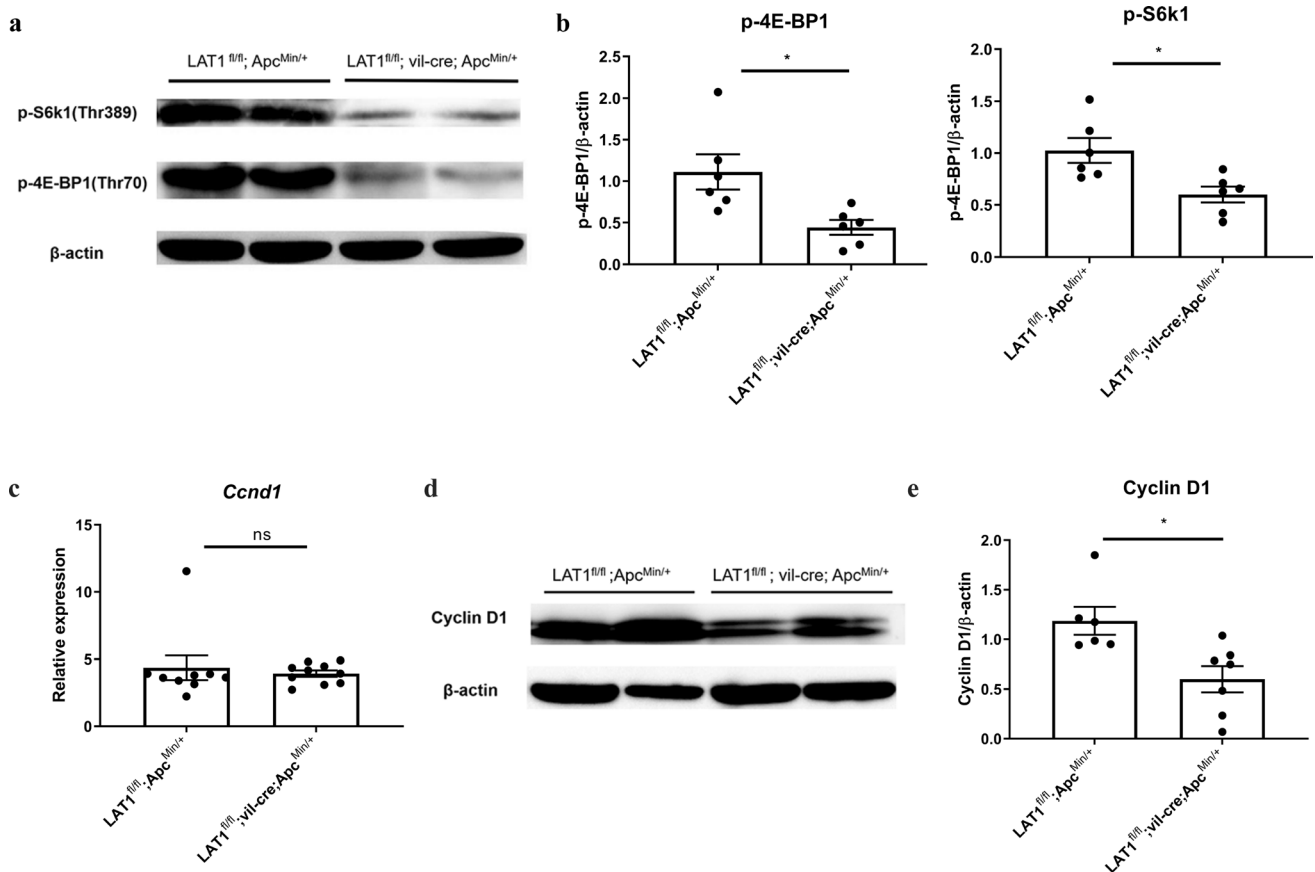 a
LAT1 fl/fl; ApcMin/+
LAT1fl/fl; vil-cre; ApcMin/+
p-S6k1(Thr389)
p-4E-BP1(Thr70)
β-actin
b
p-4E-BP1
*
p-4E-BP1/β-actin
2.5
2.0
1.5
1.0
0.5
0.0
LAT1fl/fl;ApcMin/+
LAT1fl/fl;vil-cre;ApcMin/+
p-S6k1
*
p-4E-BP1/β-actin
2.0
1.5
1.0
0.5
0.0
LAT1fl/fl;ApcMin/+
LAT1fl/fl;vil-cre;ApcMin/+
c
Ccnd1
ns
Relative expression
15
10
5
0
LAT1fl/fl;ApcMin/+
LAT1fl/fl;vil-cre;ApcMin/+
d
LAT1fl/fl ;ApcMin/+
LAT1fl/fl ; vil-cre; ApcMin/+
Cyclin D1
β-actin
e
Cyclin D1
*
Cyclin D1/β-actin
2.0
1.5
1.0
0.5
0.0
LAT1fl/fl;ApcMin/+
LAT1fl/fl;vil-cre;ApcMin/+